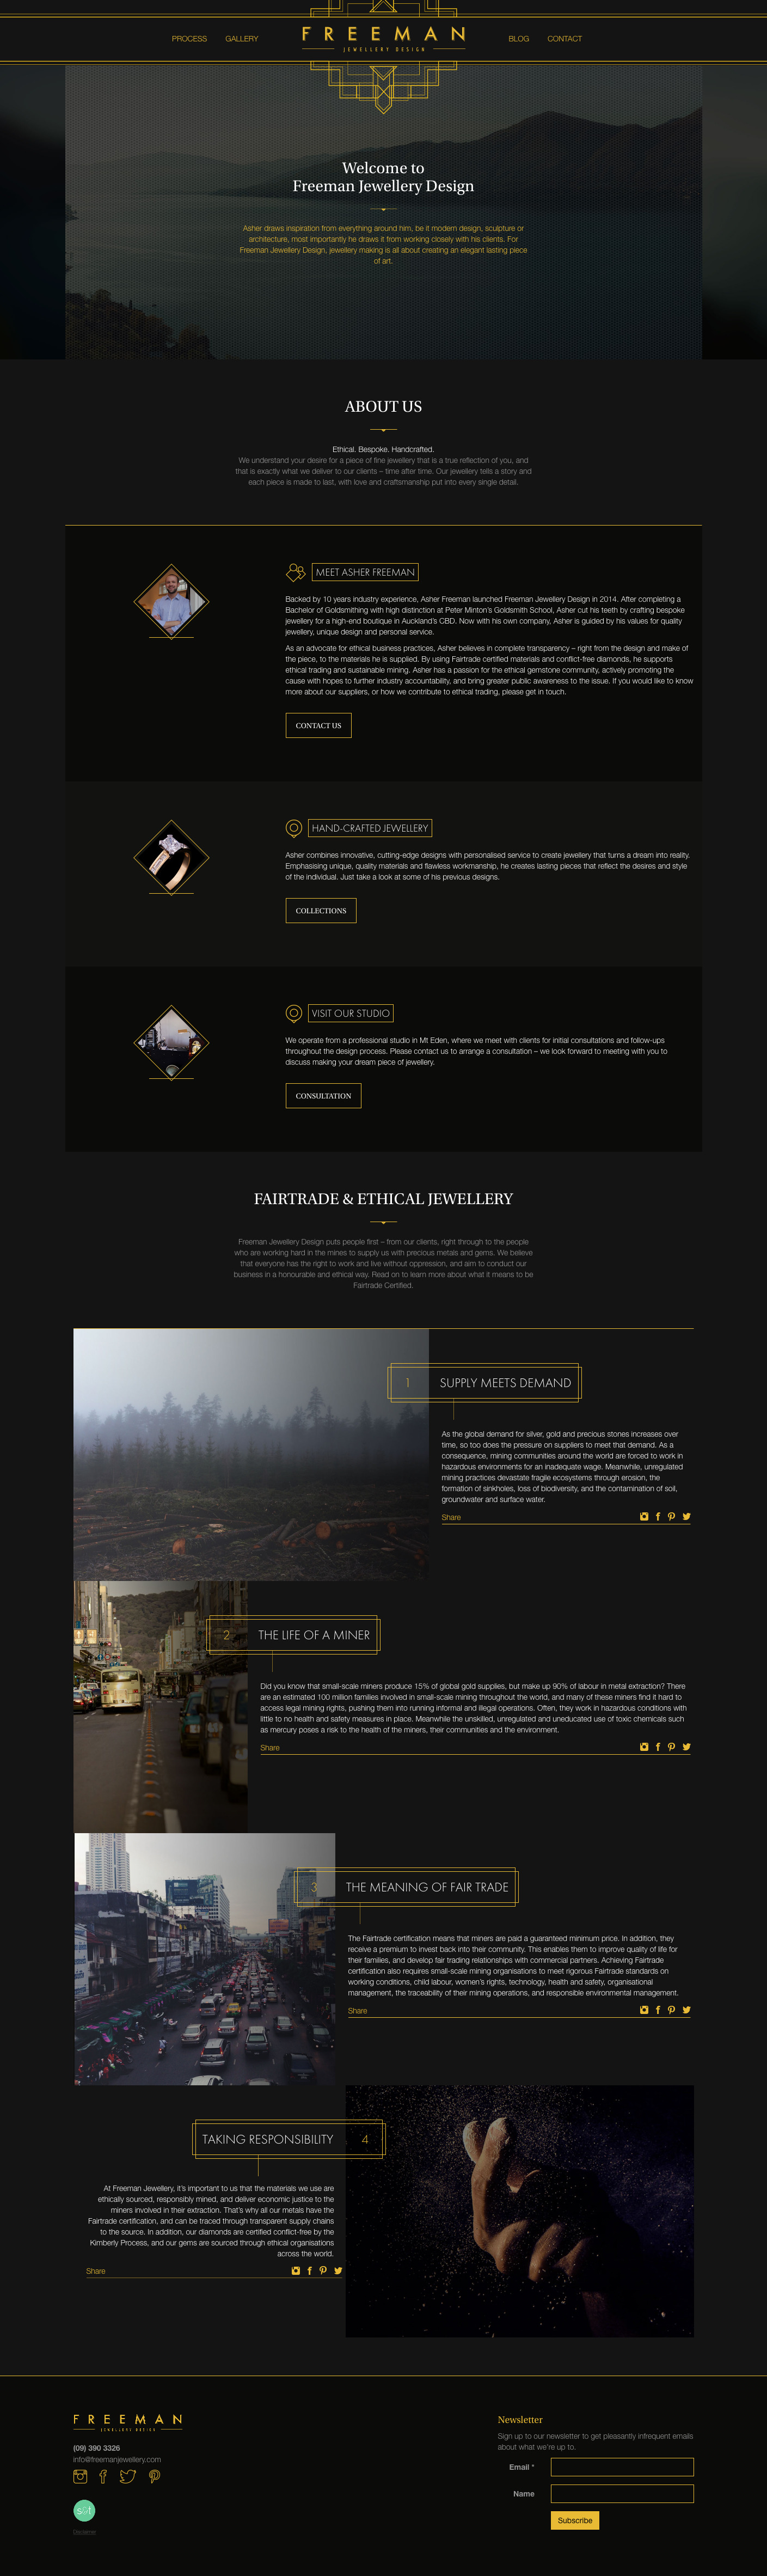 PROCESS GALLERY FREEMAN BLOG CONTACT
JEWELLERY DESIGN
Welcome to
Freeman Jewellery Design
Asher draws inspiration from everything around him, be it modern design, sculpture or
architecture, most importantly he draws it from working closely with his clients. For
Freeman Jewellery Design, jewellery making is all about creating an elegant lasting piece
of art.
ABOUT US
Ethical. Bespoke. Handcrafted.
We understand your desire for a piece of fine jewellery that is a true reflection of you, and
that is exactly what we deliver to our clients – time after time. Our jewellery tells a story and
each piece is made to last, with love and craftsmanship put into every single detail.
MEET ASHER FREEMAN
Backed by 10 years industry experience, Asher Freeman launched Freeman Jewellery Design in 2014. After completing a
Bachelor of Goldsmithing with high distinction at Peter Minton's Goldsmith School, Asher cut his teeth by crafting bespoke
jewellery for a high-end boutique in Auckland's CBD. Now with his own company, Asher is guided by his values for quality
jewellery, unique design and personal service.
As an advocate for ethical business practices, Asher believes in complete transparency – right from the design and make of
the piece, to the materials he is supplied. By using Fairtrade certified materials and conflict-free diamonds, he supports
ethical trading and sustainable mining. Asher has a passion for the ethical gemstone community, actively promoting the
cause with hopes to further industry accountability, and bring greater public awareness to the issue. If you would like to know
more about our suppliers, or how we contribute to ethical trading, please get in touch.
CONTACT US
HAND-CRAFTED JEWELLERY
Asher combines innovative, cutting-edge designs with personalised service to create jewellery that turns a dream into reality.
Emphasising unique, quality materials and flawless workmanship, he creates lasting pieces that reflect the desires and style
of the individual. Just take a look at some of his previous designs.
COLLECTIONS
VISIT OUR STUDIO
We operate from a professional studio in Mt Eden, where we meet with clients for initial consultations and follow-ups
throughout the design process. Please contact us to arrange a consultation – we look forward to meeting with you to
discuss making your dream piece of jewellery.
CONSULTATION
FAIRTRADE & ETHICAL JEWELLERY
Freeman Jewellery Design puts people first – from our clients, right through to the people
who are working hard in the mines to supply us with precious metals and gems. We believe
that everyone has the right to work and live without oppression, and aim to conduct our
business in a honourable and ethical way. Read on to learn more about what it means to be
Fairtrade Certified.
1 SUPPLY MEETS DEMAND
As the global demand for silver, gold and precious stones increases over
time, so too does the pressure on suppliers to meet that demand. As a
consequence, mining communities around the world are forced to work in
hazardous environments for an inadequate wage. Meanwhile, unregulated
mining practices devastate fragile ecosystems through erosion, the
formation of sinkholes, loss of biodiversity, and the contamination of soil,
groundwater and surface water.
Share
2 THE LIFE OF A MINER
Did you know that small-scale miners produce 15% of global gold supplies, but make up 90% of labour in metal extraction? There
are an estimated 100 million families involved in small-scale mining throughout the world, and many of these miners find it hard to
access legal mining rights, pushing them into running informal and illegal operations. Often, they work in hazardous conditions with
little to no health and safety measures in place. Meanwhile the unskilled, unregulated and uneducated use of toxic chemicals such
as mercury poses a risk to the health of the miners, their communities and the environment.
Share
3 THE MEANING OF FAIR TRADE
The Fairtrade certification means that miners are paid a guaranteed minimum price. In addition, they
receive a premium to invest back into their community. This enables them to improve quality of life for
their families, and develop fair trading relationships with commercial partners. Achieving Fairtrade
certification also requires small-scale mining organisations to meet rigorous Fairtrade standards on
working conditions, child labour, women's rights, technology, health and safety, organisational
management, the traceability of their mining operations, and responsible environmental management.
Share
TAKING RESPONSIBILITY 4
At Freeman Jewellery, it's important to us that the materials we use are
ethically sourced, responsibly mined, and deliver economic justice to the
miners involved in their extraction. That's why all our metals have the
Fairtrade certification, and can be traced through transparent supply chains
to the source. In addition, our diamonds are certified conflict-free by the
Kimberly Process, and our gems are sourced through ethical organisations
across the world.
Share
FREEMAN
JEWELLERY DESIGN
(09) 390 3326
info@freemanjewellery.com
Disclaimer
Newsletter
Sign up to our newsletter to get pleasantly infrequent emails
about what we're up to.
Email *
Name
Subscribe